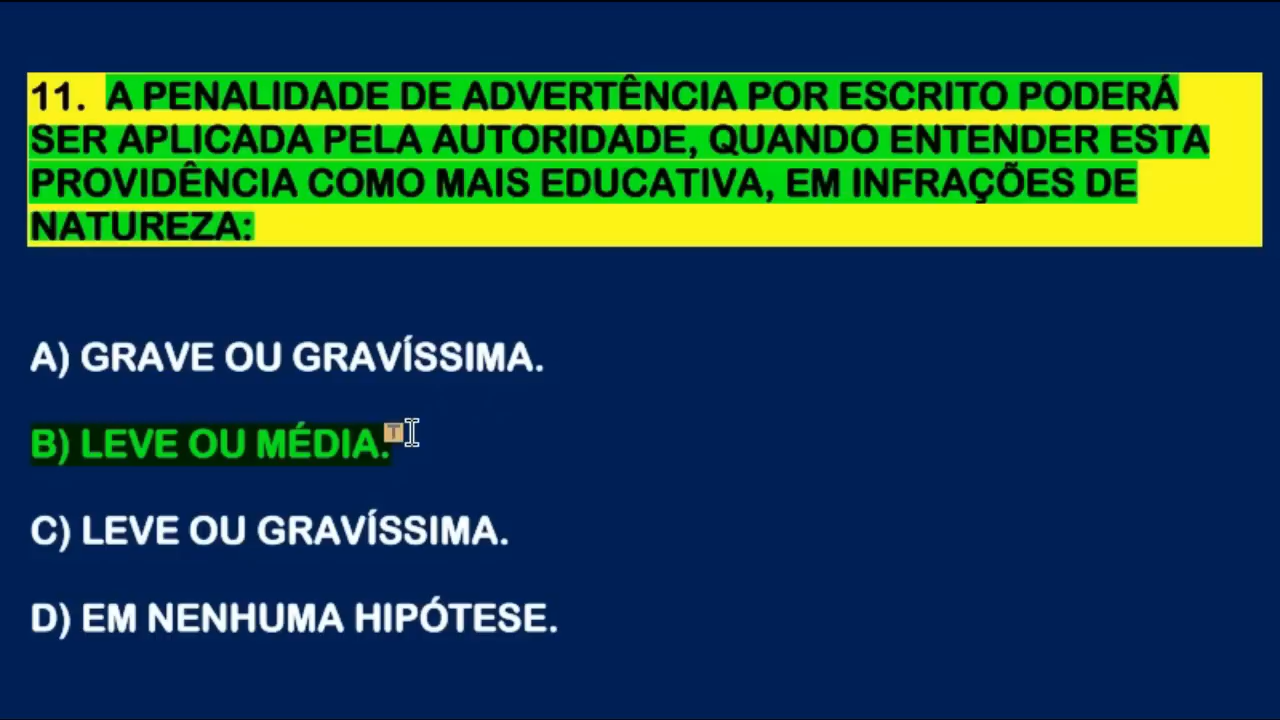 11. A PENALIDADE DE ADVERTÊNCIA POR ESCRITO PODERÁ
SER APLICADA PELA AUTORIDADE, QUANDO ENTENDER ESTA
PROVIDÊNCIA COMO MAIS EDUCATIVA, EM INFRAÇÕES DE
NATUREZA:
A) GRAVE OU GRAVÍSSIMA.
B) LEVE OU MÉDIA.
C) LEVE OU GRAVÍSSIMA.
D) EM NENHUMA HIPÓTESE.